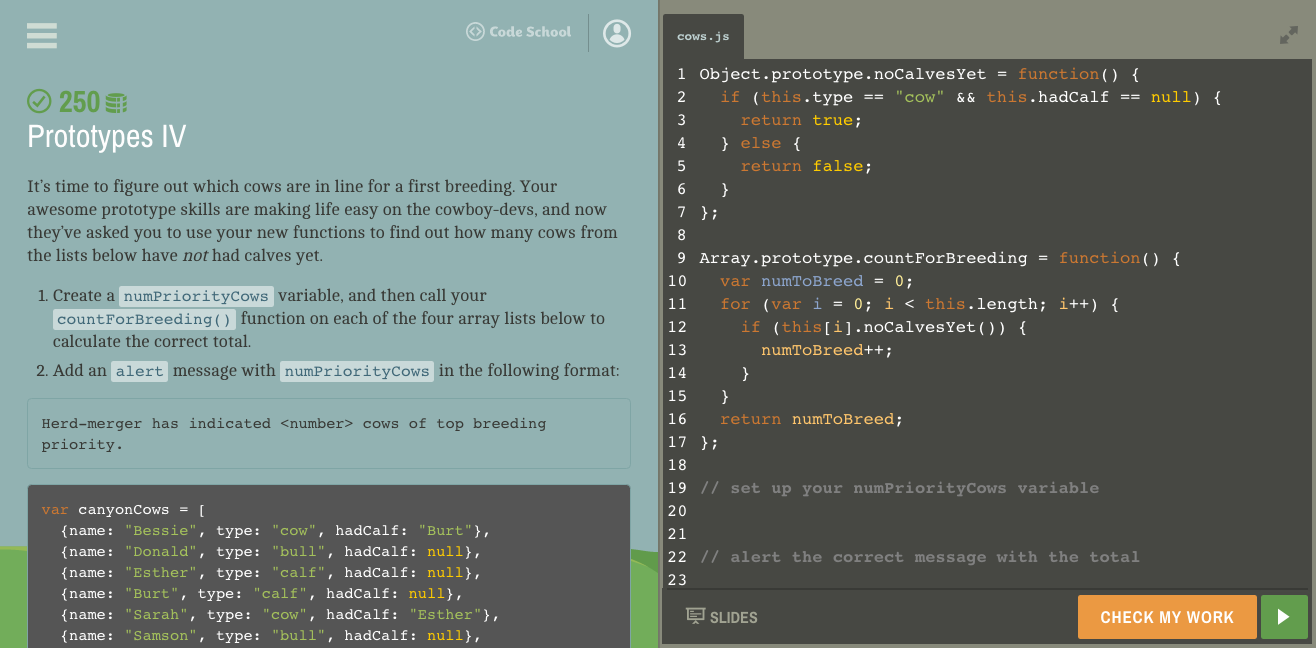 Code School
250
Prototypes IV
It's time to figure out which cows are in line for a first breeding. Your
awesome prototype skills are making life easy on the cowboy-devs, and now
they've asked you to use your new functions to find out how many cows from
the lists below have not had calves yet.
1. Create a numPriorityCows variable, and then call your
countForBreeding() function on each of the four array lists below to
calculate the correct total.
2. Add an alert message with numPriorityCows in the following format:
Herd-merger has indicated <number> cows of top breeding
priority.
var canyonCows = [
  {name: "Bessie", type: "cow", hadCalf: "Burt"},
  {name: "Donald", type: "bull", hadCalf: null},
  {name: "Esther", type: "calf", hadCalf: null},
  {name: "Burt", type: "calf", hadCalf: null},
  {name: "Sarah", type: "cow", hadCalf: "Esther"},
  {name: "Samson", type: "bull", hadCalf: null},
cows.js
1 Object.prototype.noCalvesYet = function() {
2   if (this.type == "cow" && this.hadCalf == null) {
3     return true;
4   } else {
5     return false;
6   }
7 };
8
9 Array.prototype.countForBreeding = function() {
10   var numToBreed = 0;
11   for (var i = 0; i < this.length; i++) {
12     if (this[i].noCalvesYet()) {
13       numToBreed++;
14     }
15   }
16   return numToBreed;
17 };
18
19 // set up your numPriorityCows variable
20
21
22 // alert the correct message with the total
23
SLIDES
CHECK MY WORK